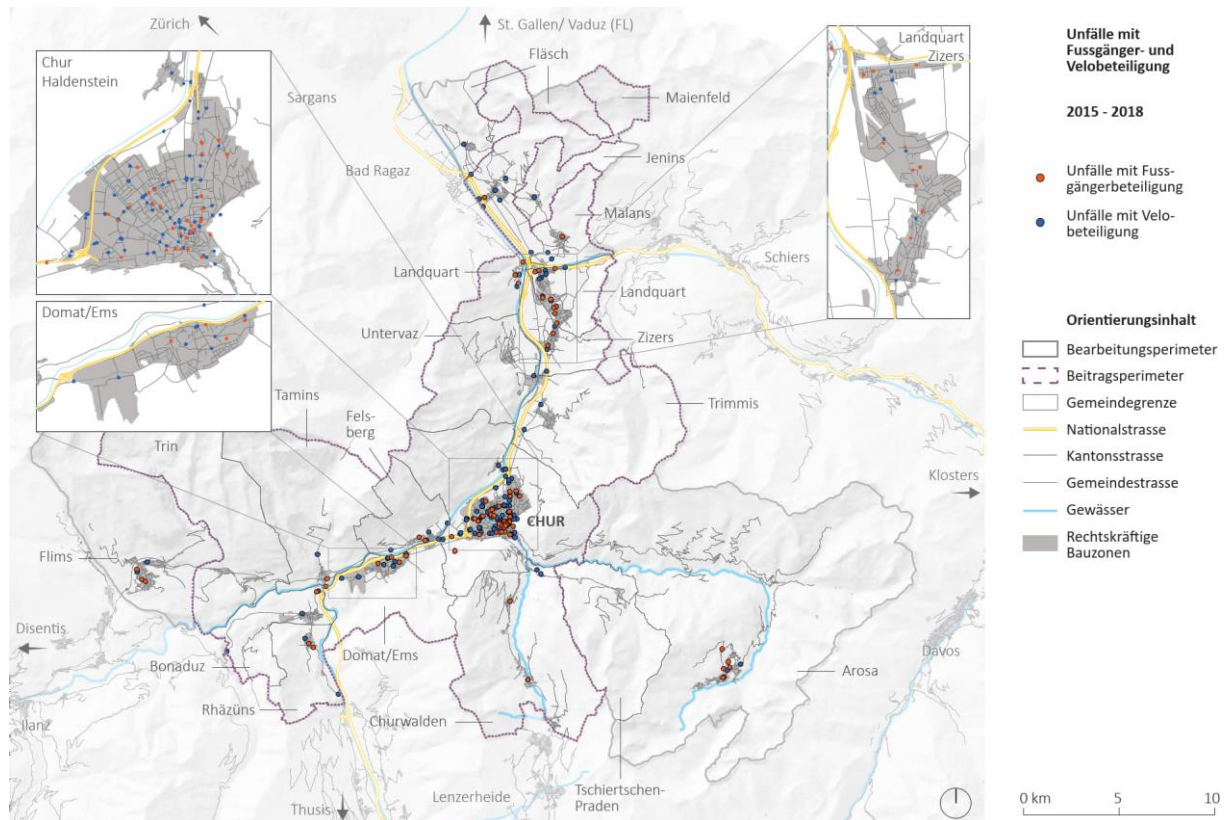 Zürich
St. Gallen/ Vaduz (FL)
Chur
Haldenstein
Fläsch
Sargans
Maienfeld
Bad Ragaz
Jenins
Malans
Landquart
Zizers
Landquart
Schiers
Landquart
Domat/Ems
Untervaz
Zizers
Tamins
Fels-
berg
Trimmis
Trin
Klosters
CHUR
Flims
Disentis
Bonaduz
Domat/Ems
Arosa
Davos
Rhäzüns
Churwalden
Ilanz
Tschiertschen-
Praden
Lenzerheide
Thusis
Unfälle mit
Fussgänger- und
Velobeteiligung
2015 - 2018
Unfälle mit Fuss-
gängerbeteiligung
Unfälle mit Velo-
beteiligung
Orientierungsinhalt
Bearbeitungsperimeter
Beitragsperimeter
Gemeindegrenze
Nationalstrasse
Kantonsstrasse
Gemeindestrasse
Gewässer
Rechtskräftige
Bauzonen
0 km 5 10